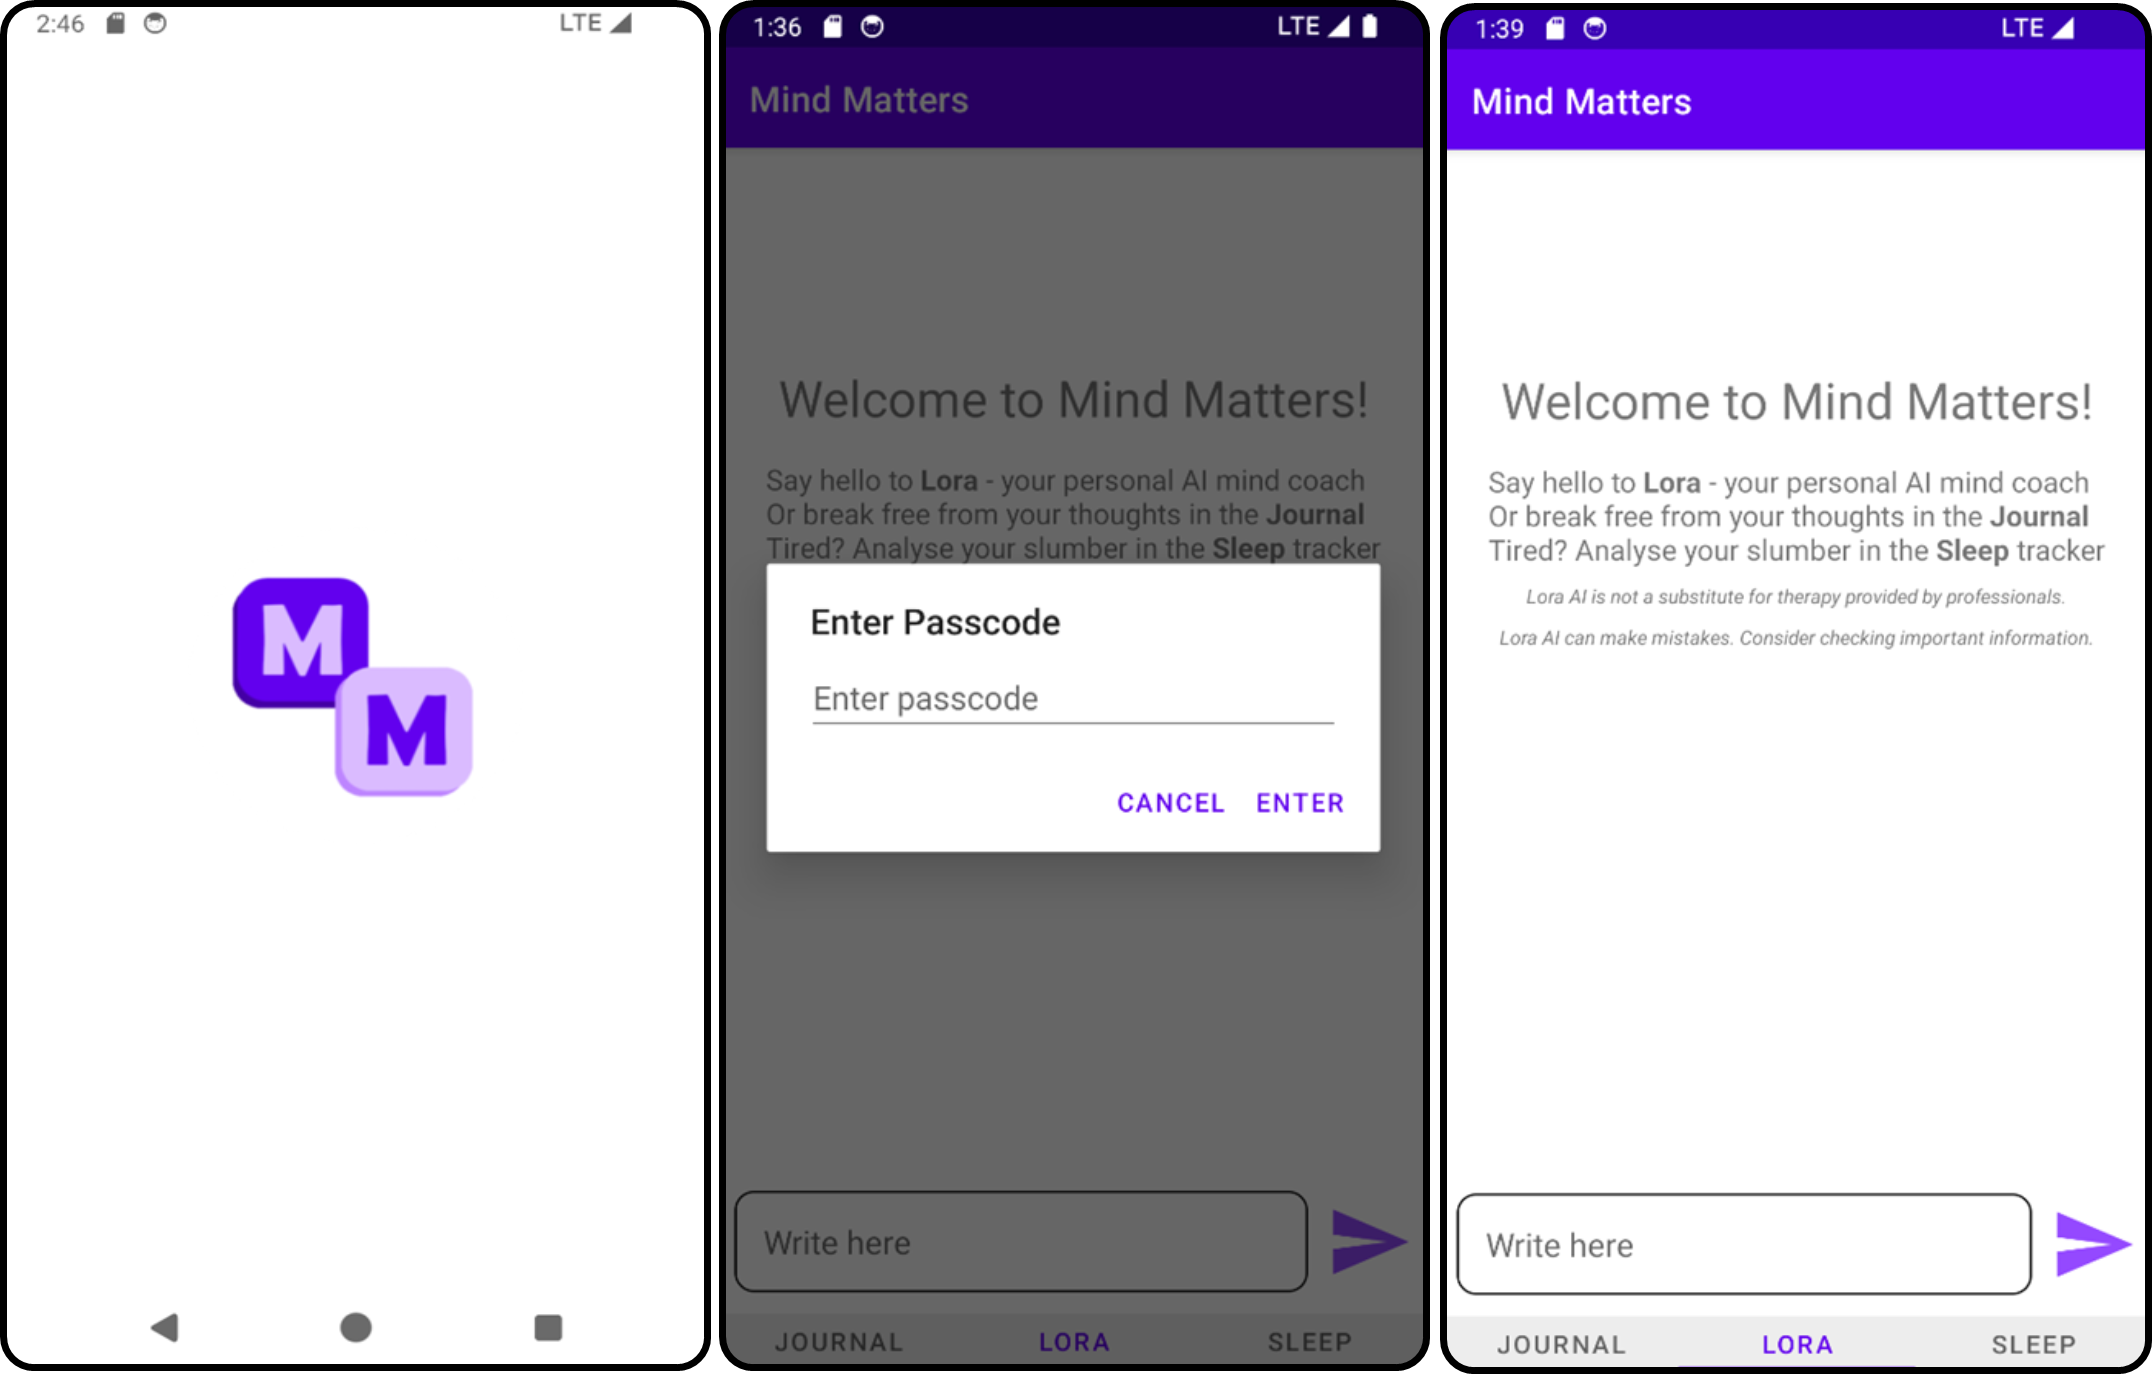 2:46 LTE
M
M
1:36 LTE
Mind Matters
Welcome to Mind Matters!
Say hello to Lora - your personal AI mind coach
Or break free from your thoughts in the Journal
Tired? Analyse your slumber in the Sleep tracker
Enter Passcode
Enter passcode
CANCEL ENTER
Write here
JOURNAL LORA SLEEP
1:39 LTE
Mind Matters
Welcome to Mind Matters!
Say hello to Lora - your personal AI mind coach
Or break free from your thoughts in the Journal
Tired? Analyse your slumber in the Sleep tracker
Lora AI is not a substitute for therapy provided by professionals.
Lora AI can make mistakes. Consider checking important information.
Write here
JOURNAL LORA SLEEP